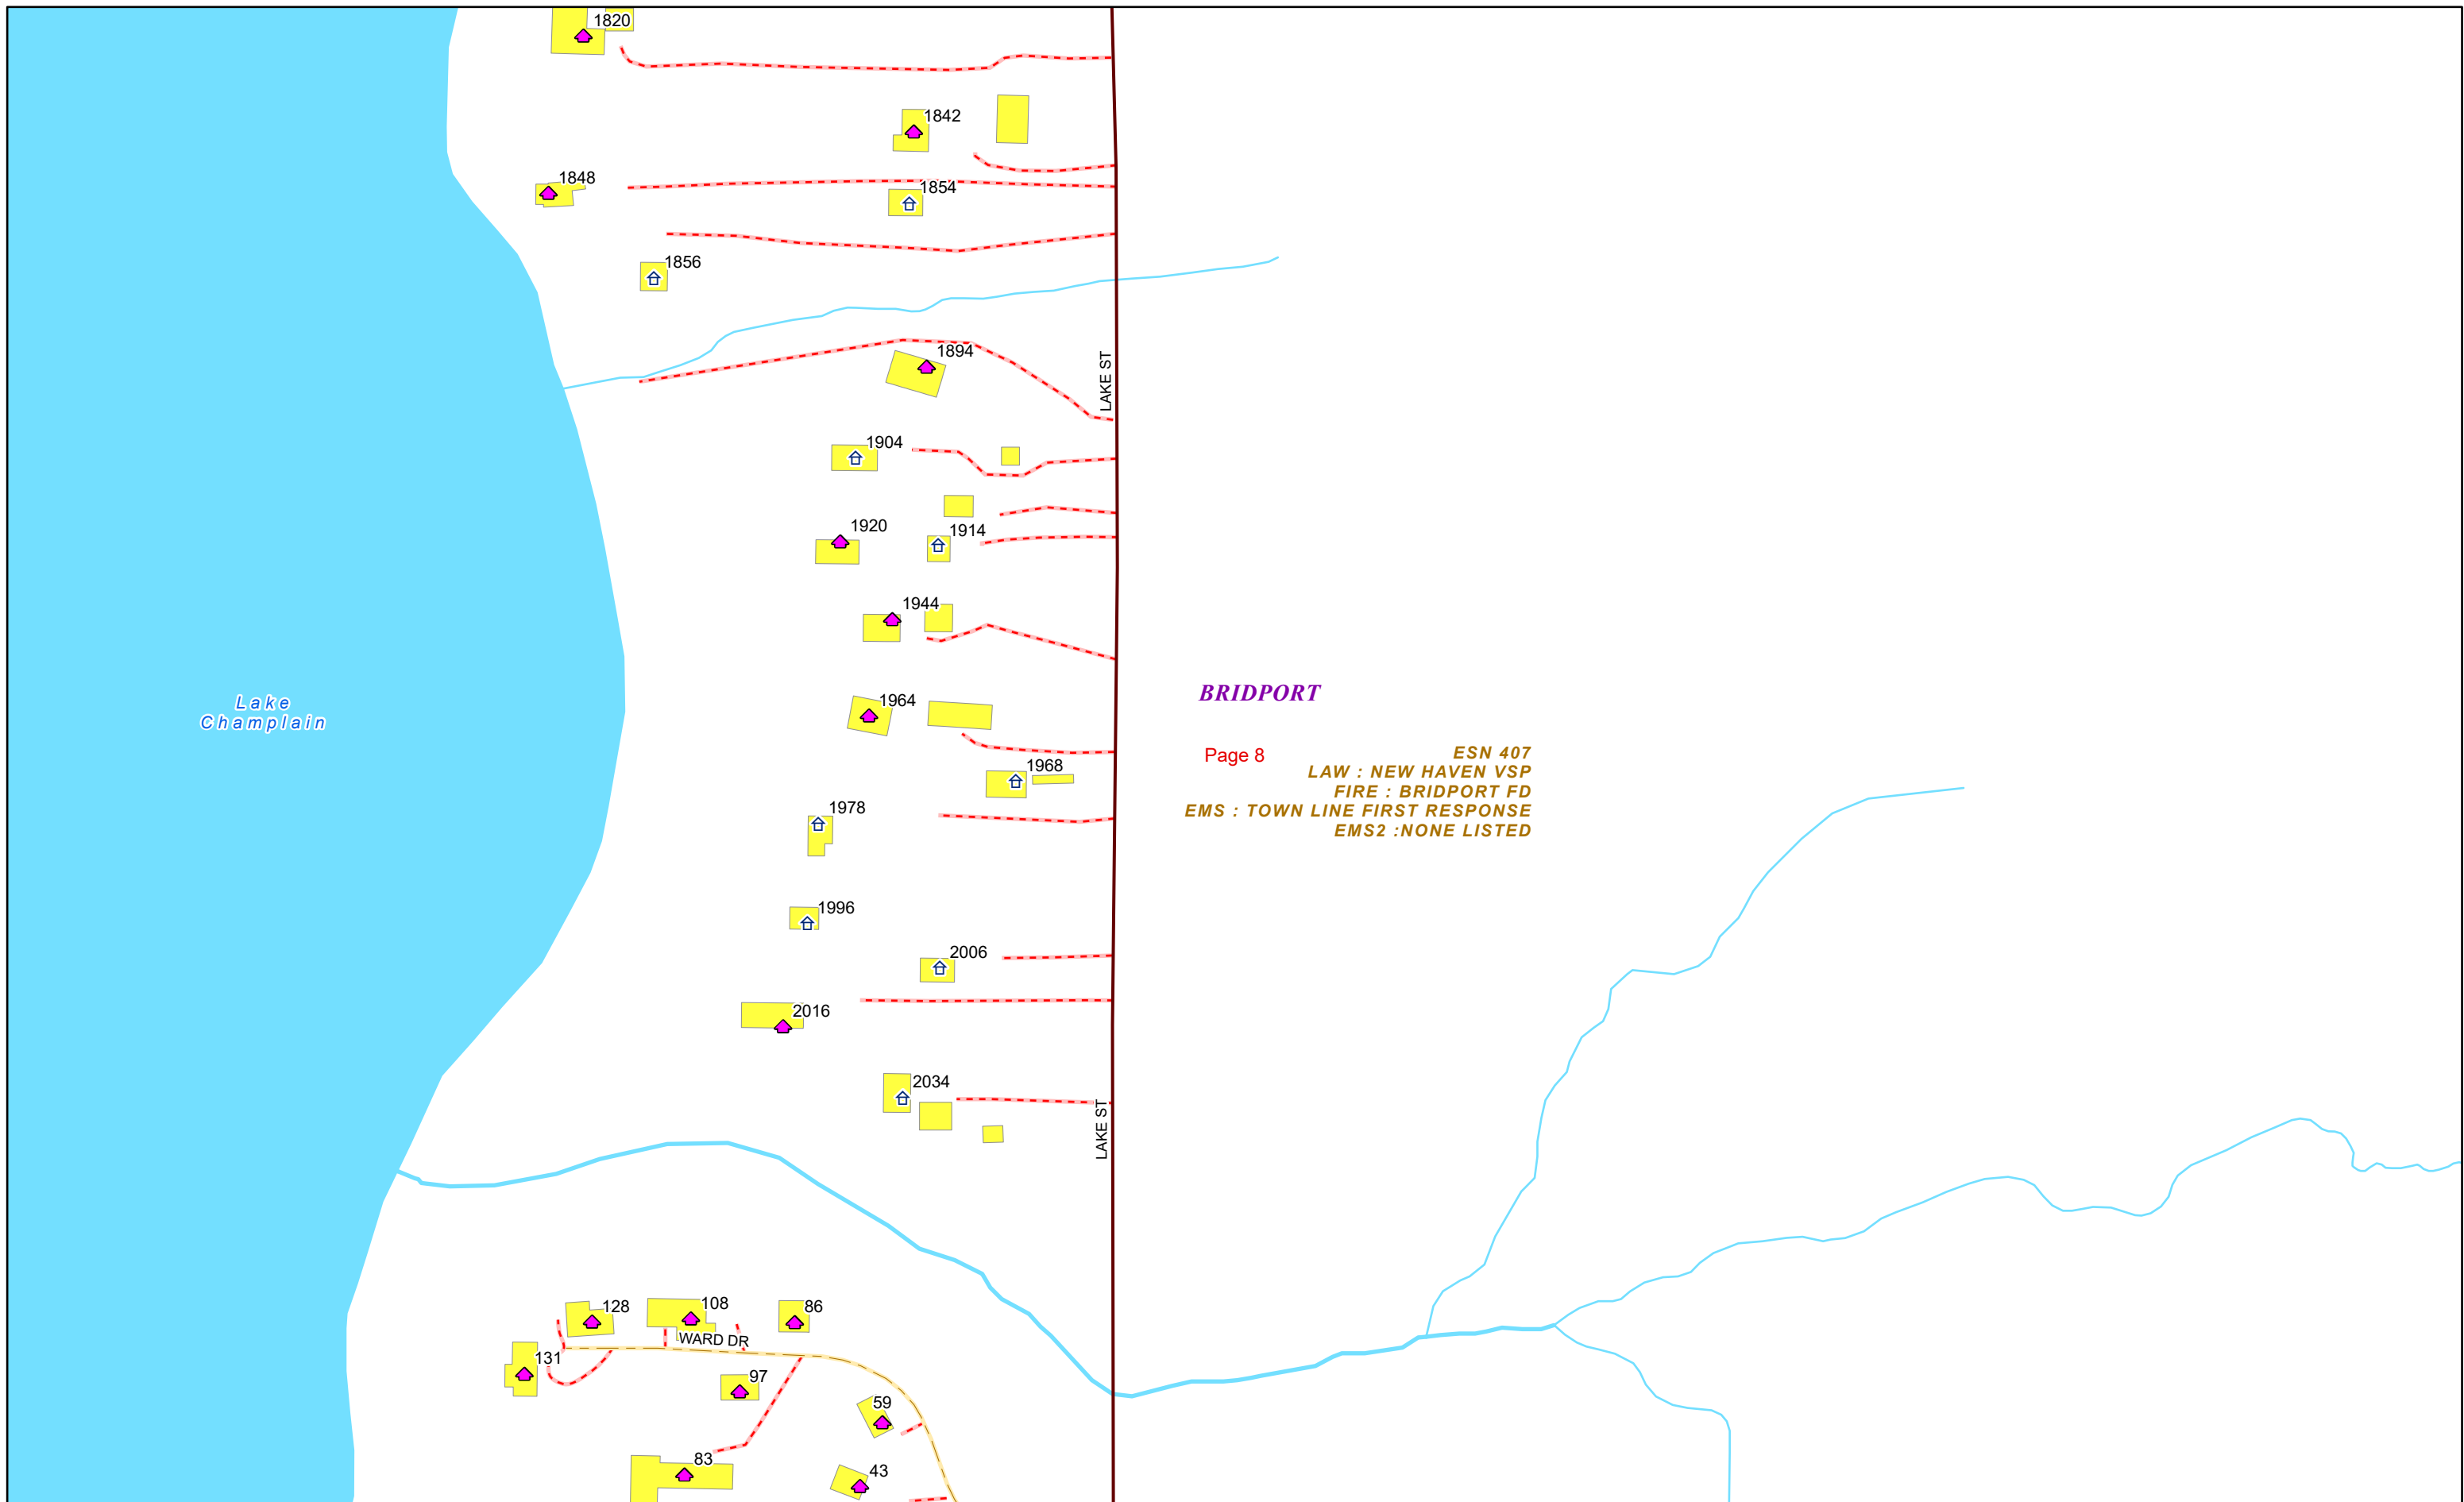 1820
1842
1848
1854
1856
1894
LAKE ST
1904
1920
1914
1944
Lake
Champlain
BRIDPORT
1964
Page 8
ESN 407
LAW : NEW HAVEN VSP
FIRE : BRIDPORT FD
EMS : TOWN LINE FIRST RESPONSE
EMS2 :NONE LISTED
1968
1978
1996
2006
2016
2034
LAKE ST
128
108
86
WARD DR
131
97
59
83
43